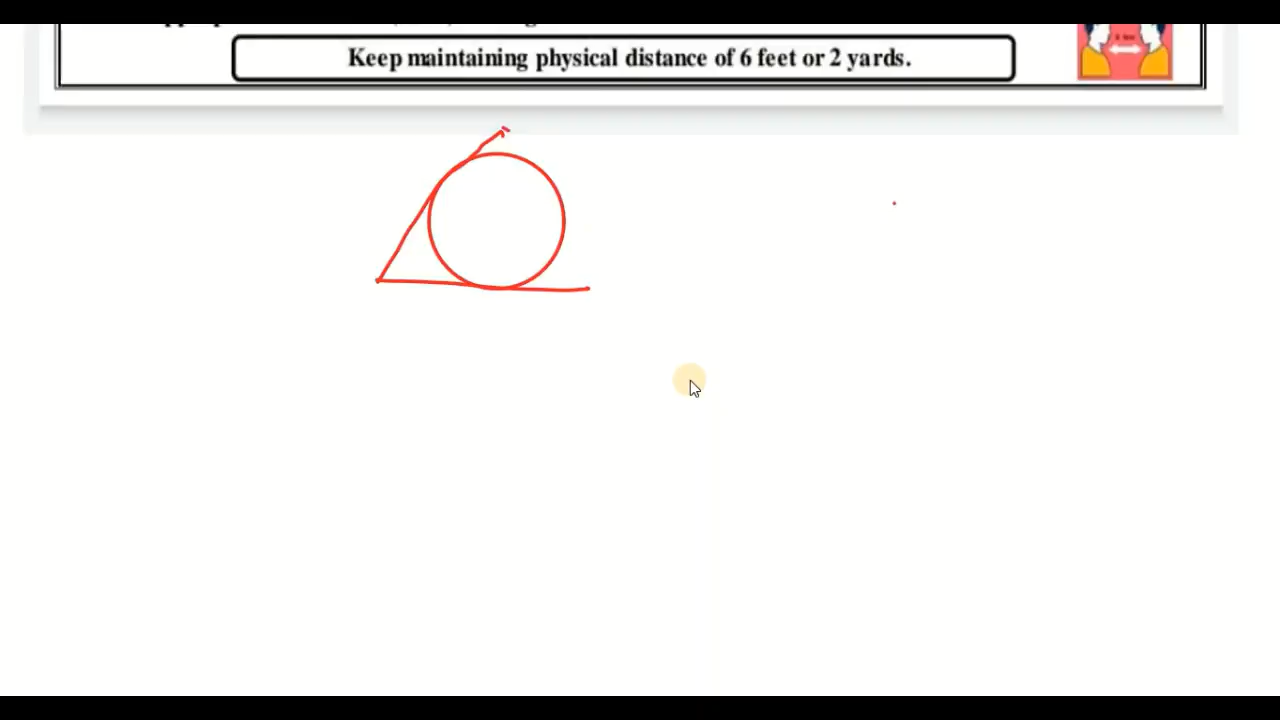 Keep maintaining physical distance of 6 feet or 2 yards.